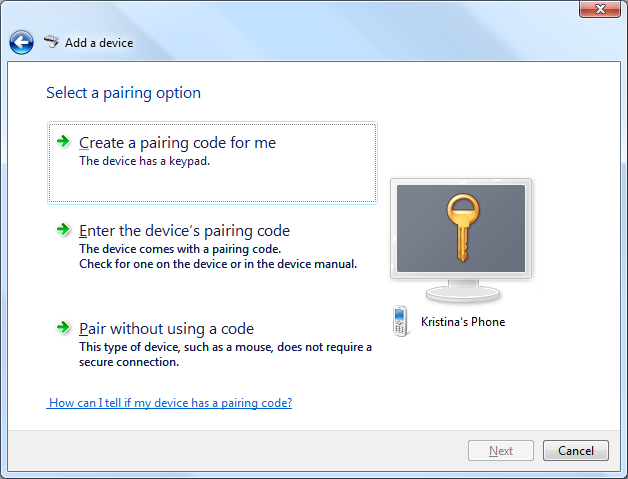 Add a device
Select a pairing option
Create a pairing code for me
The device has a keypad.
Enter the device’s pairing code
The device comes with a pairing code.
Check for one on the device or in the device manual.
Pair without using a code
This type of device, such as a mouse, does not require a
secure connection.
Kristina's Phone
How can I tell if my device has a pairing code?
Next
Cancel